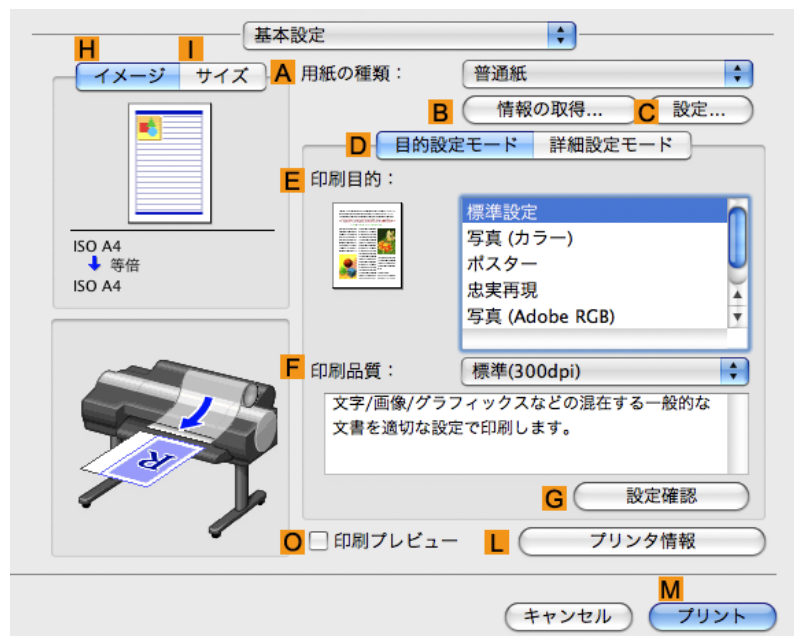 基本設定
H I
イメージ サイズ
A 用紙の種類： 普通紙
B 情報の取得... C 設定...
D 目的設定モード 詳細設定モード
E 印刷目的：
標準設定
写真 (カラー)
ポスター
忠実再現
写真 (Adobe RGB)
ISO A4
等倍
ISO A4
F 印刷品質： 標準(300dpi)
文字/画像/グラフィックスなどの混在する一般的な
文書を適切な設定で印刷します。
R
G 設定確認
O 印刷プレビュー L プリンタ情報
M
キャンセル プリント